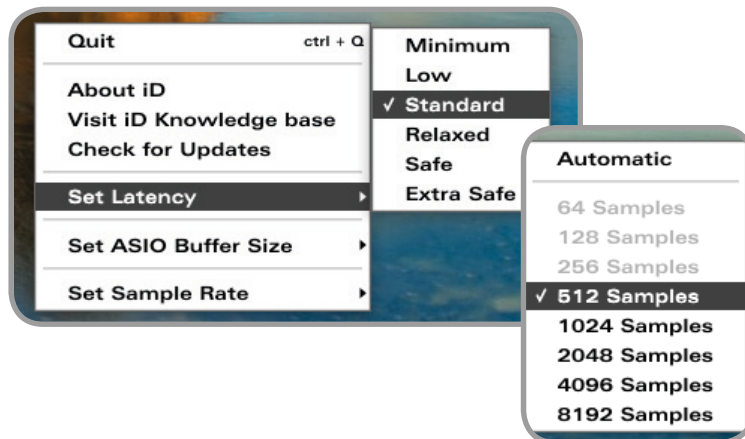 Quit ctrl + Q
About iD
Visit iD Knowledge base
Check for Updates
Set Latency
Set ASIO Buffer Size
Set Sample Rate
Minimum
Low
✓ Standard
Relaxed
Safe
Extra Safe
Automatic
64 Samples
128 Samples
256 Samples
✓ 512 Samples
1024 Samples
2048 Samples
4096 Samples
8192 Samples